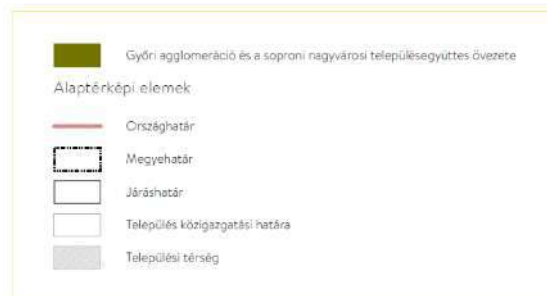 Győri agglomeráció és a soproni nagyvárosi településegyüttes övezete
Alaptérképi elemek
Országhatár
Megyehatár
Járáshatár
Település közigazgatási határa
Települési térség